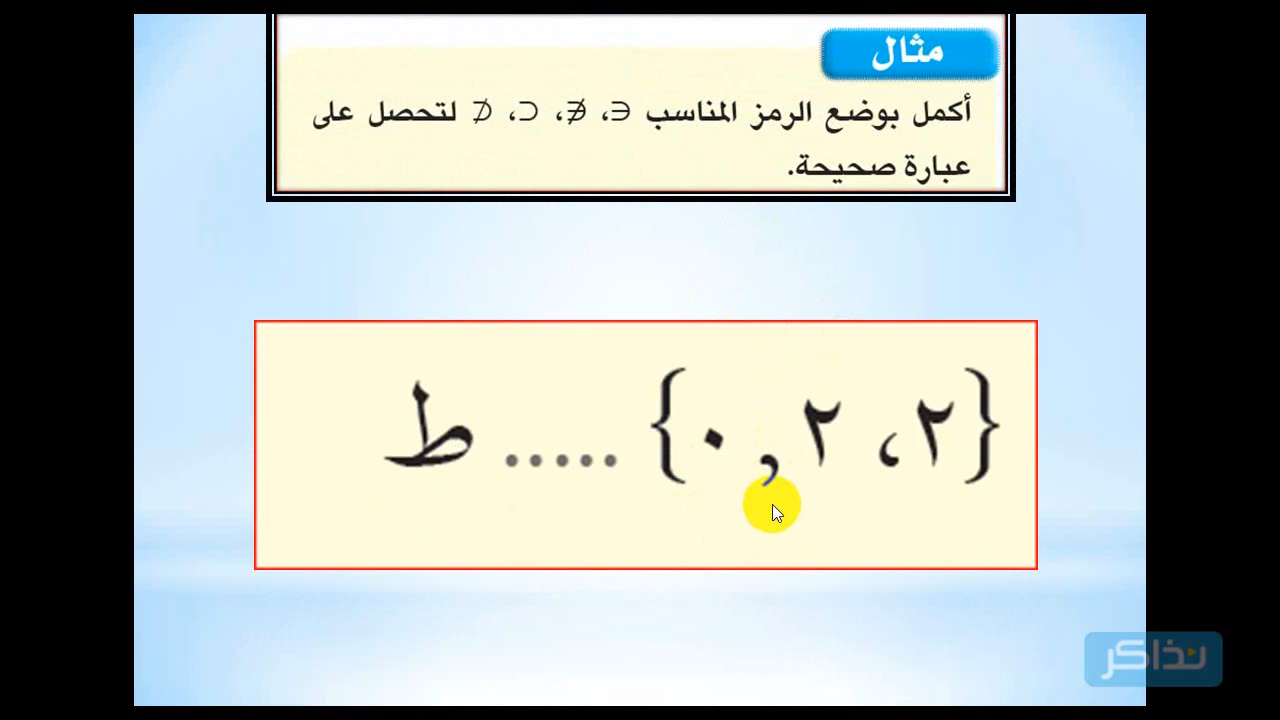 مثال
أكمل بوضع الرمز المناسب ∋، ∌، ⊃، ⊅ لتحصل على
عبارة صحيحة.
{٢، ٠,٢} ..... ط
نذاكر